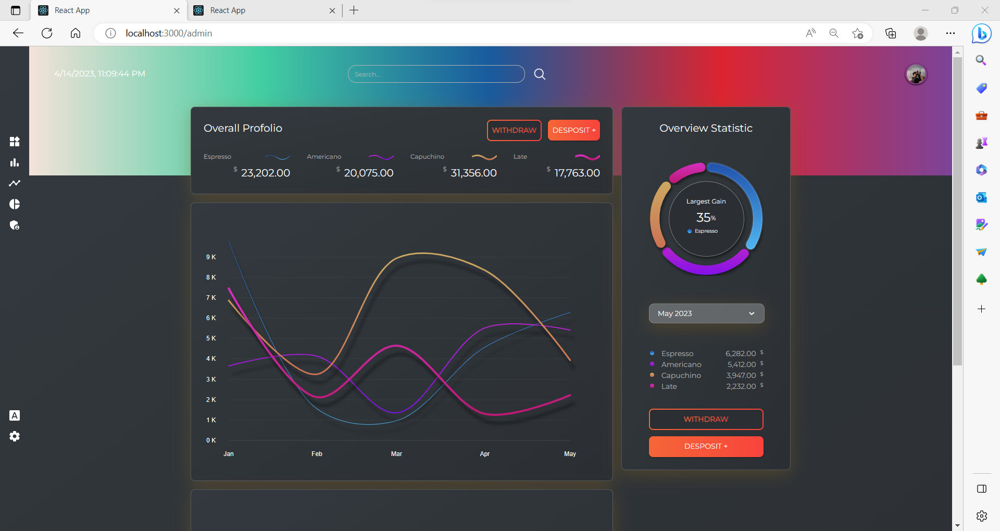 React App
React App
localhost:3000/admin
4/14/2023, 11:09:44 PM
Search...
Overall Profolio
WITHDRAW
DESPOSIT +
Espresso
Americano
Capuchino
Late
$ 23,202.00
$ 20,075.00
$ 31,356.00
$ 17,763.00
9 K
8 K
7 K
6 K
5 K
4 K
3 K
2 K
1 K
0 K
Jan
Feb
Mar
Apr
May
Overview Statistic
Largest Gain
35%
Espresso
May 2023
Espresso 6,282.00 $
Americano 5,412.00 $
Capuchino 3,947.00 $
Late 2,232.00 $
WITHDRAW
DESPOSIT +
A